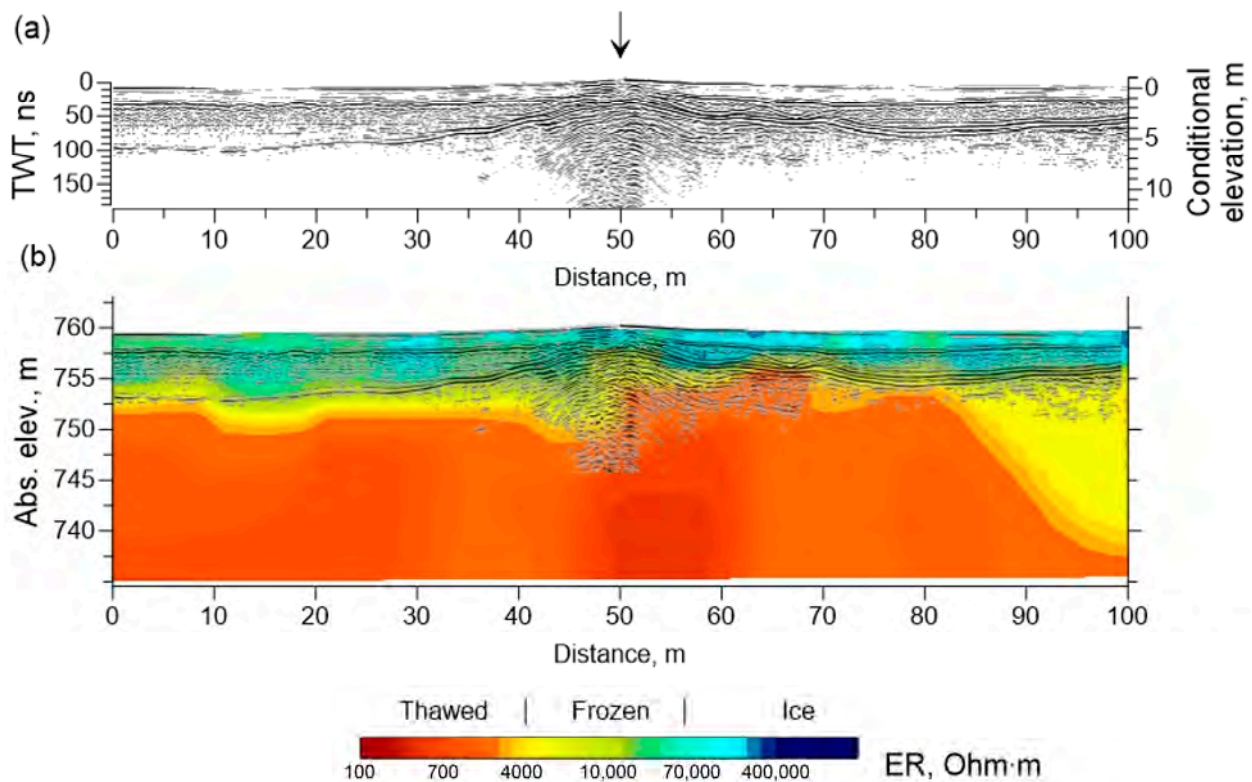 (a)
TWT, ns
0
50
100
150
0
5
10
Conditional
elevation, m
0 10 20 30 40 50 60 70 80 90 100
Distance, m
(b)
Abs. elev., m
760
755
750
745
740
0 10 20 30 40 50 60 70 80 90 100
Distance, m
Thawed | Frozen | Ice
100 700 4000 10,000 70,000 400,000
ER, Ohm·m